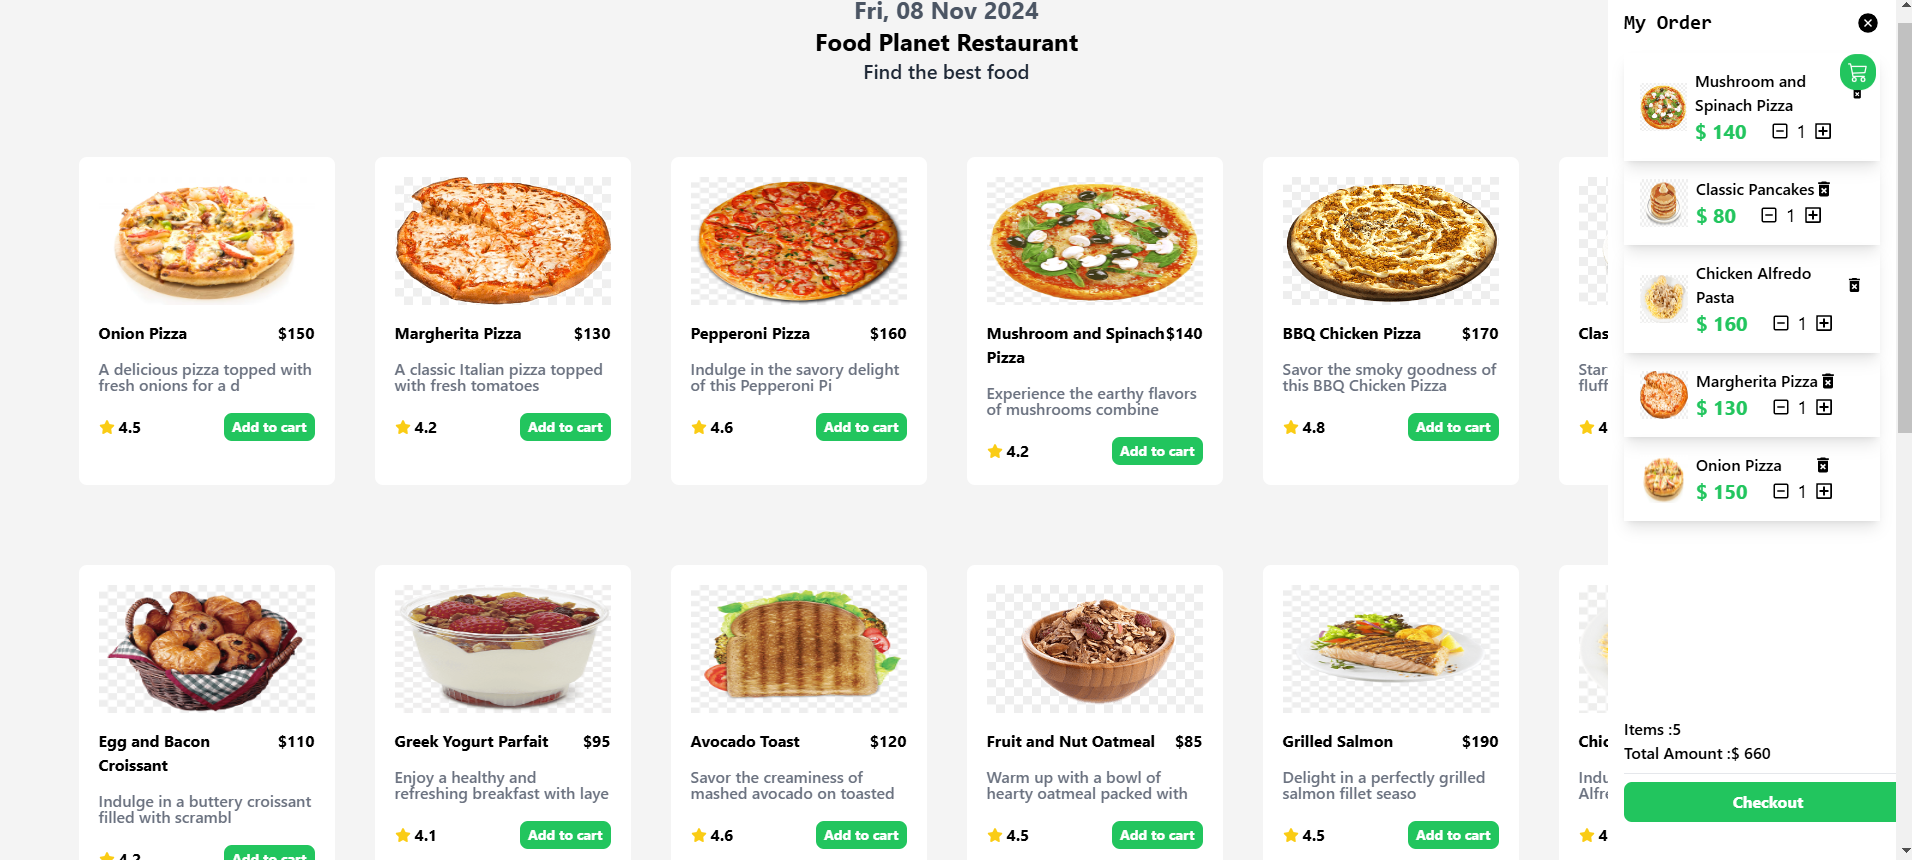 Fri, 08 Nov 2024
Food Planet Restaurant
Find the best food
Onion Pizza $150
A delicious pizza topped with
fresh onions for a d
4.5 Add to cart
Margherita Pizza $130
A classic Italian pizza topped
with fresh tomatoes
4.2 Add to cart
Pepperoni Pizza $160
Indulge in the savory delight
of this Pepperoni Pi
4.6 Add to cart
Mushroom and Spinach $140
Pizza
Experience the earthy flavors
of mushrooms combine
4.2 Add to cart
BBQ Chicken Pizza $170
Savor the smoky goodness of
this BBQ Chicken Pizza
4.8 Add to cart
Clas
Star
fluff
4
Egg and Bacon $110
Croissant
Indulge in a buttery croissant
filled with scrambl
4.2 Add to cart
Greek Yogurt Parfait $95
Enjoy a healthy and
refreshing breakfast with laye
4.1 Add to cart
Avocado Toast $120
Savor the creaminess of
mashed avocado on toasted
4.6 Add to cart
Fruit and Nut Oatmeal $85
Warm up with a bowl of
hearty oatmeal packed with
4.5 Add to cart
Grilled Salmon $190
Delight in a perfectly grilled
salmon fillet seaso
4.5 Add to cart
Chic
Indu
Alfre
4
My Order
Mushroom and
Spinach Pizza
$ 140 1
Classic Pancakes
$ 80 1
Chicken Alfredo
Pasta
$ 160 1
Margherita Pizza
$ 130 1
Onion Pizza
$ 150 1
Items :5
Total Amount :$ 660
Checkout